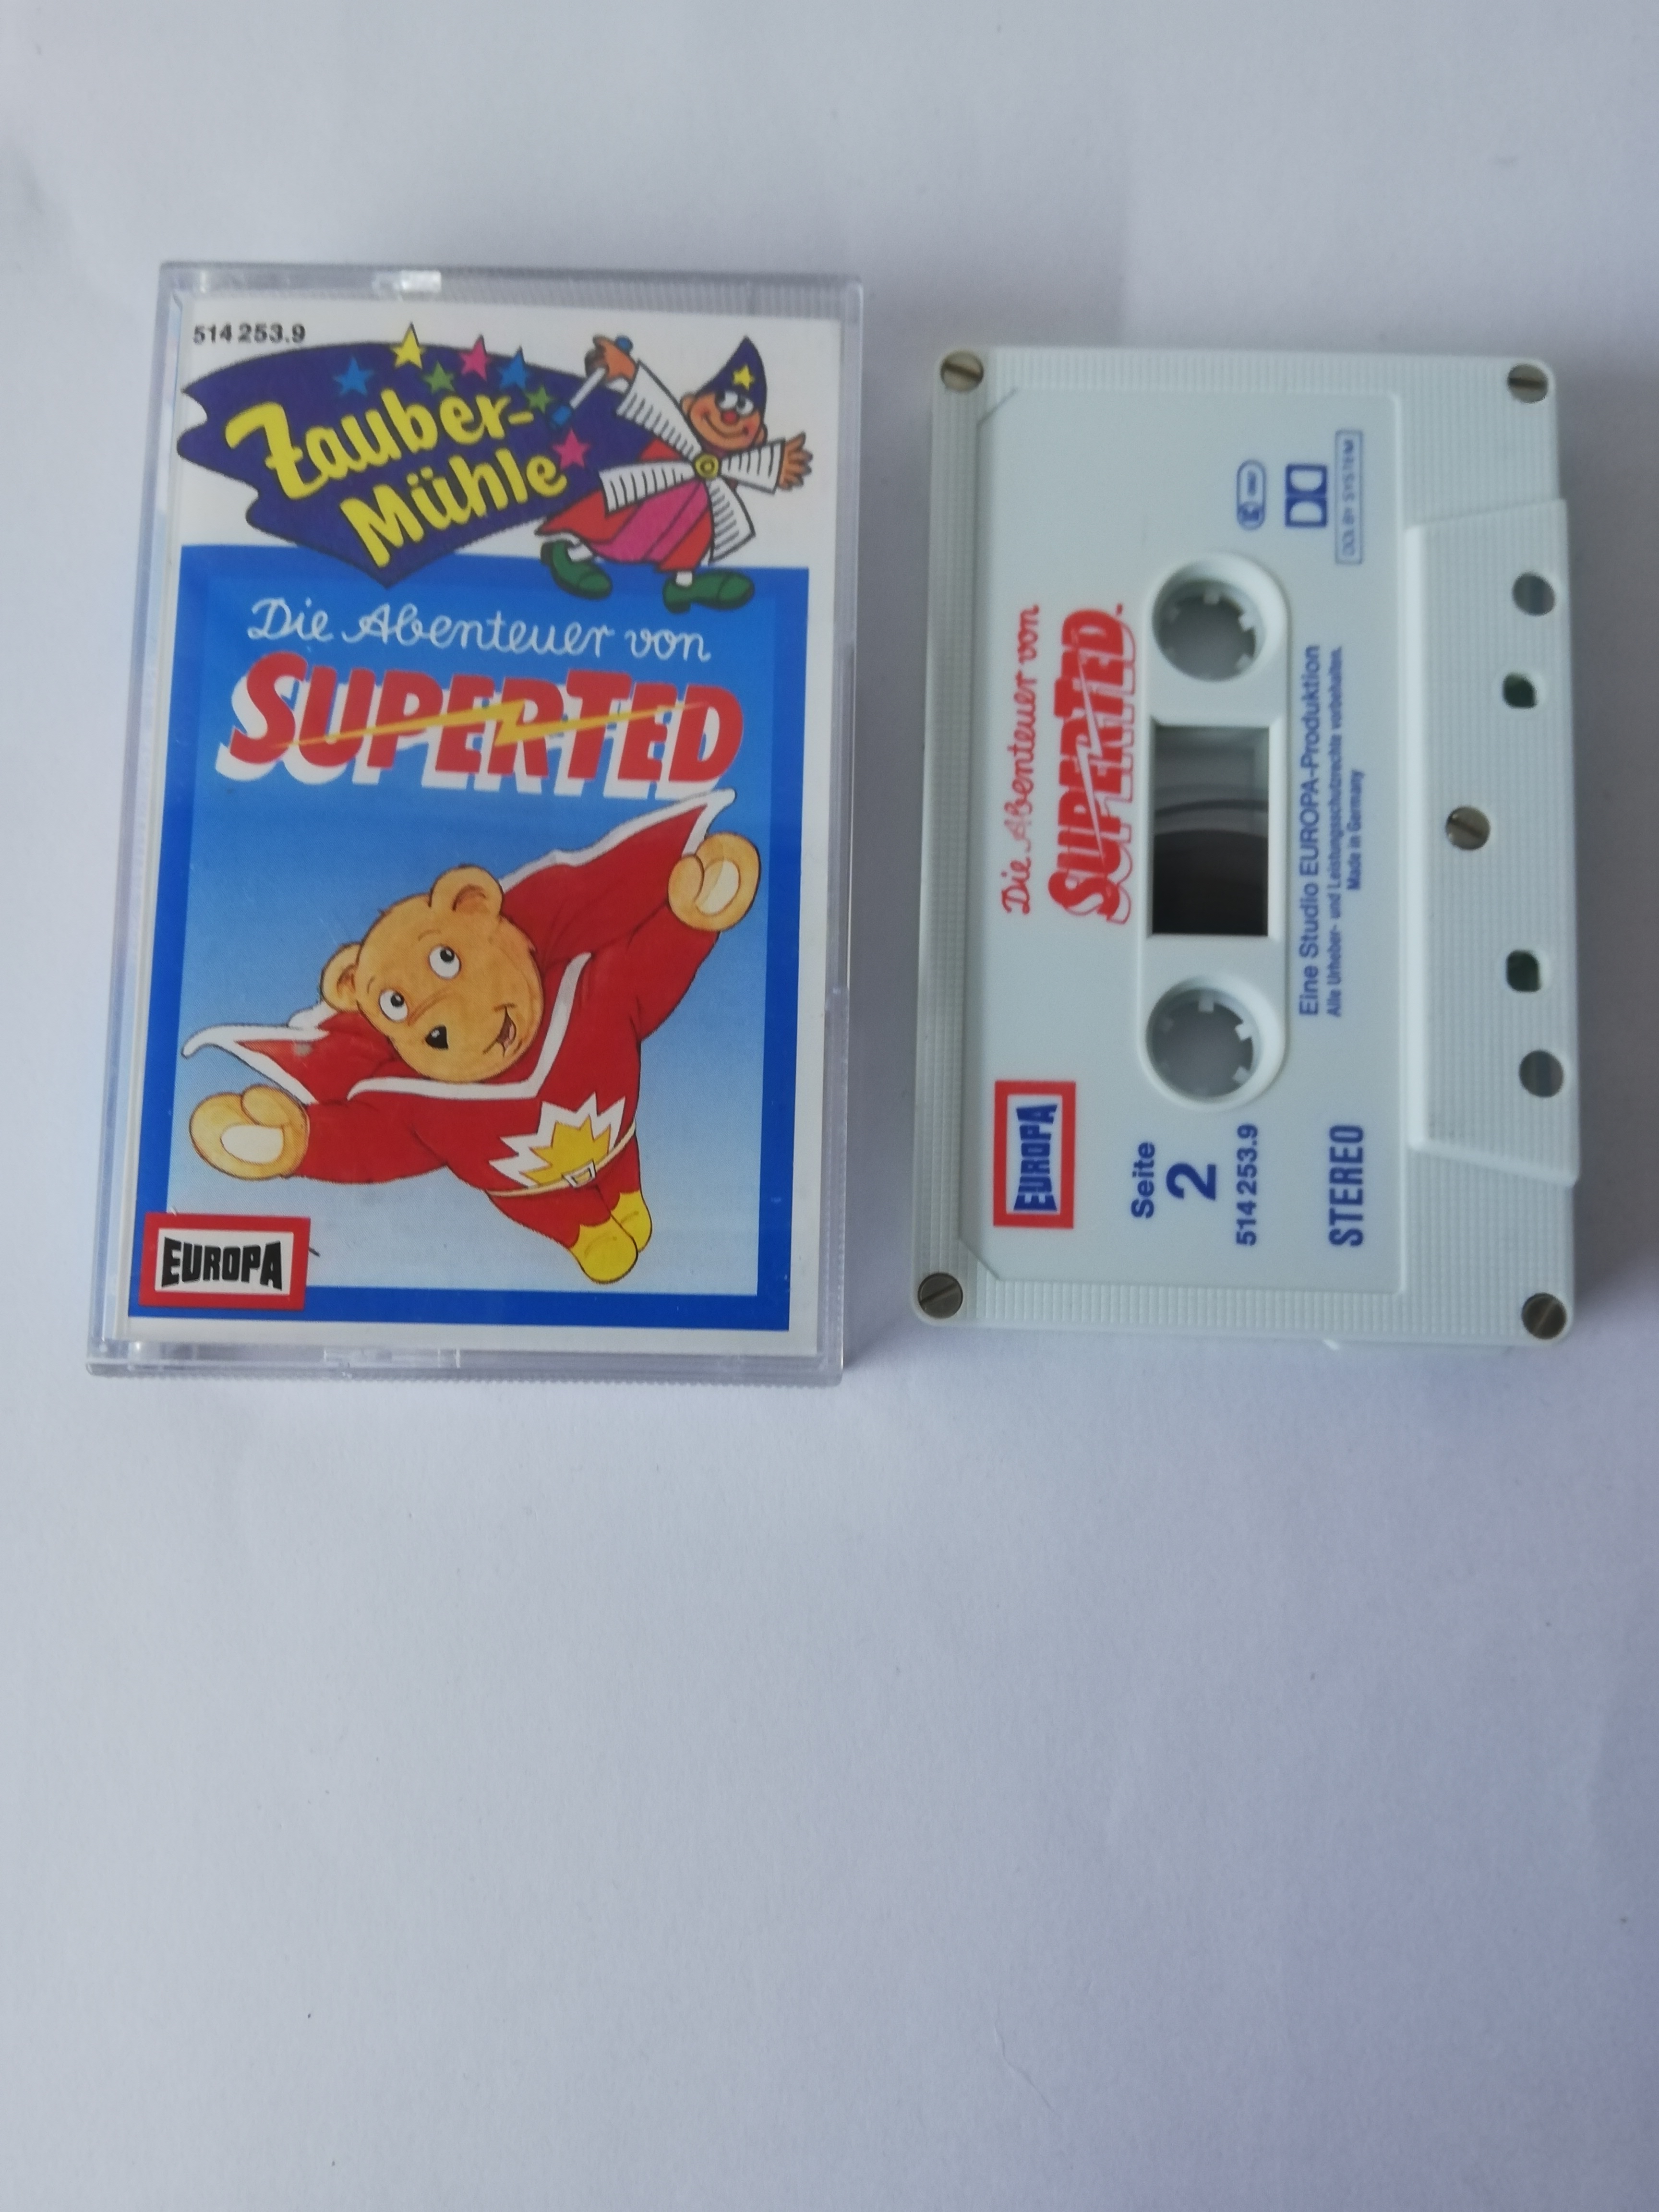 514 253.9
Zauber-
Mühle
Die Abenteuer von
SUPERTED
EUROPA
Die Abenteuer von
SUPERTED
EUROPA
Seite
2
514 253.9
STEREO
Eine Studio EUROPA-Produktion
Alle Urheber- und Leistungsschutzrechte vorbehalten.
Made in Germany
DOLBY SYSTEM